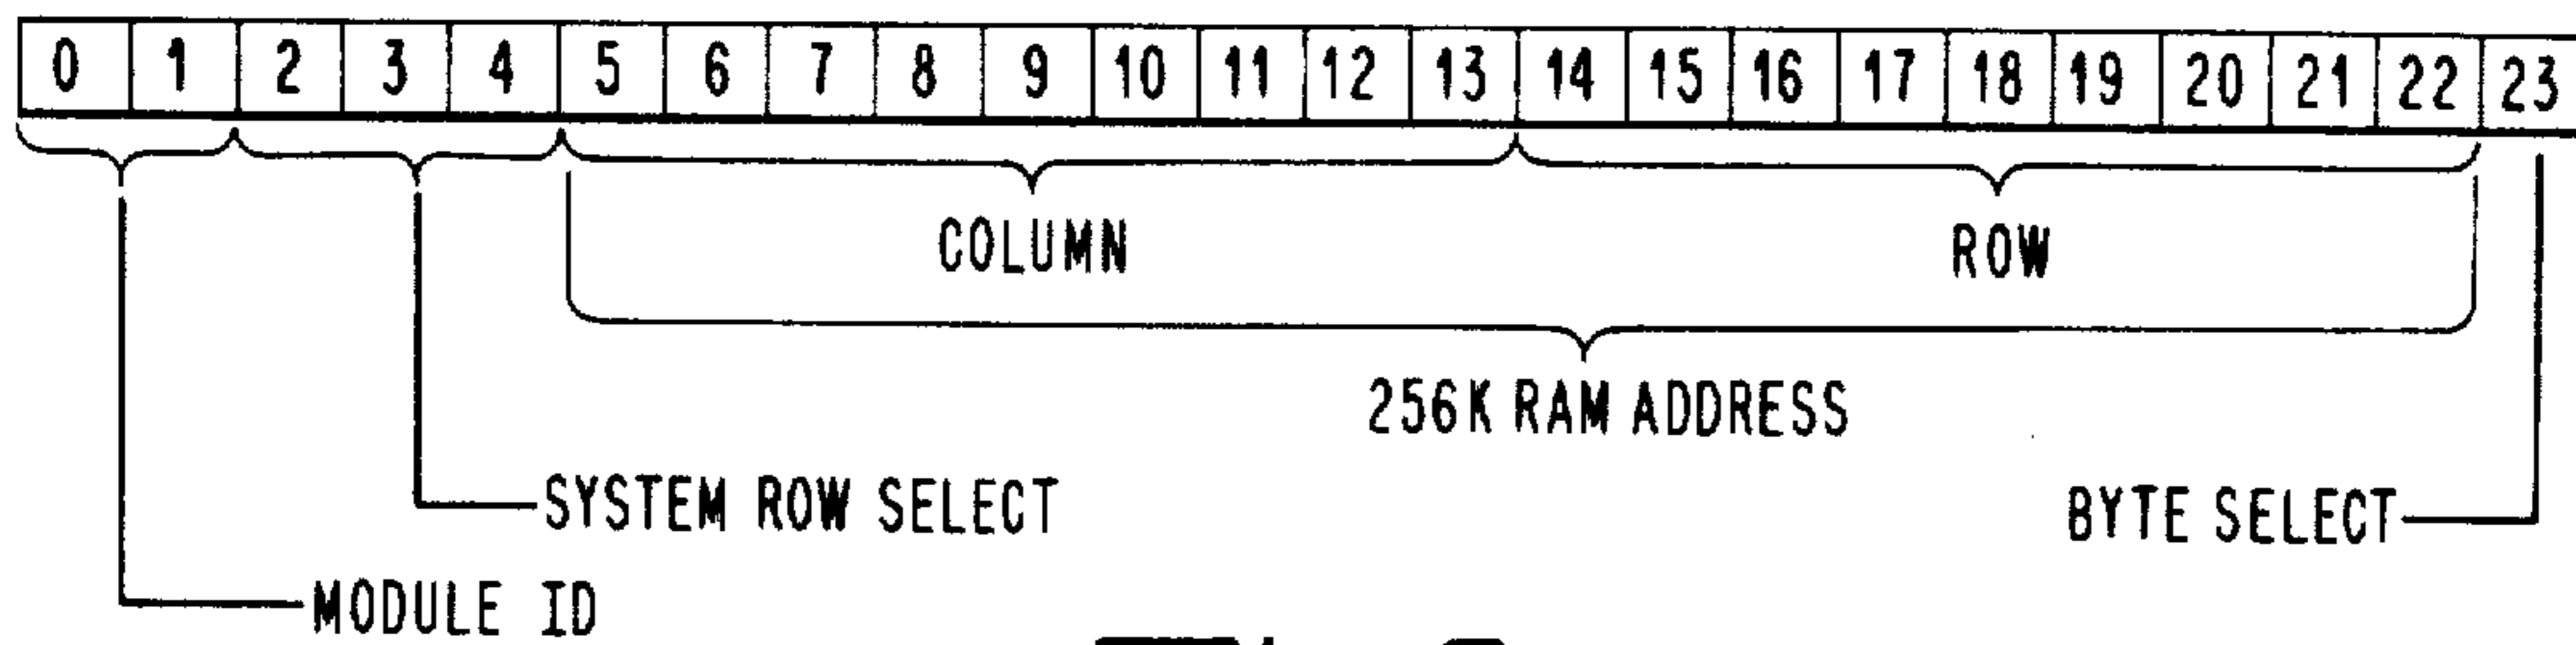 0 1 2 3 4 5 6 7 8 9 10 11 12 13 14 15 16 17 18 19 20 21 22 23
COLUMN ROW
256K RAM ADDRESS
SYSTEM ROW SELECT BYTE SELECT
MODULE ID